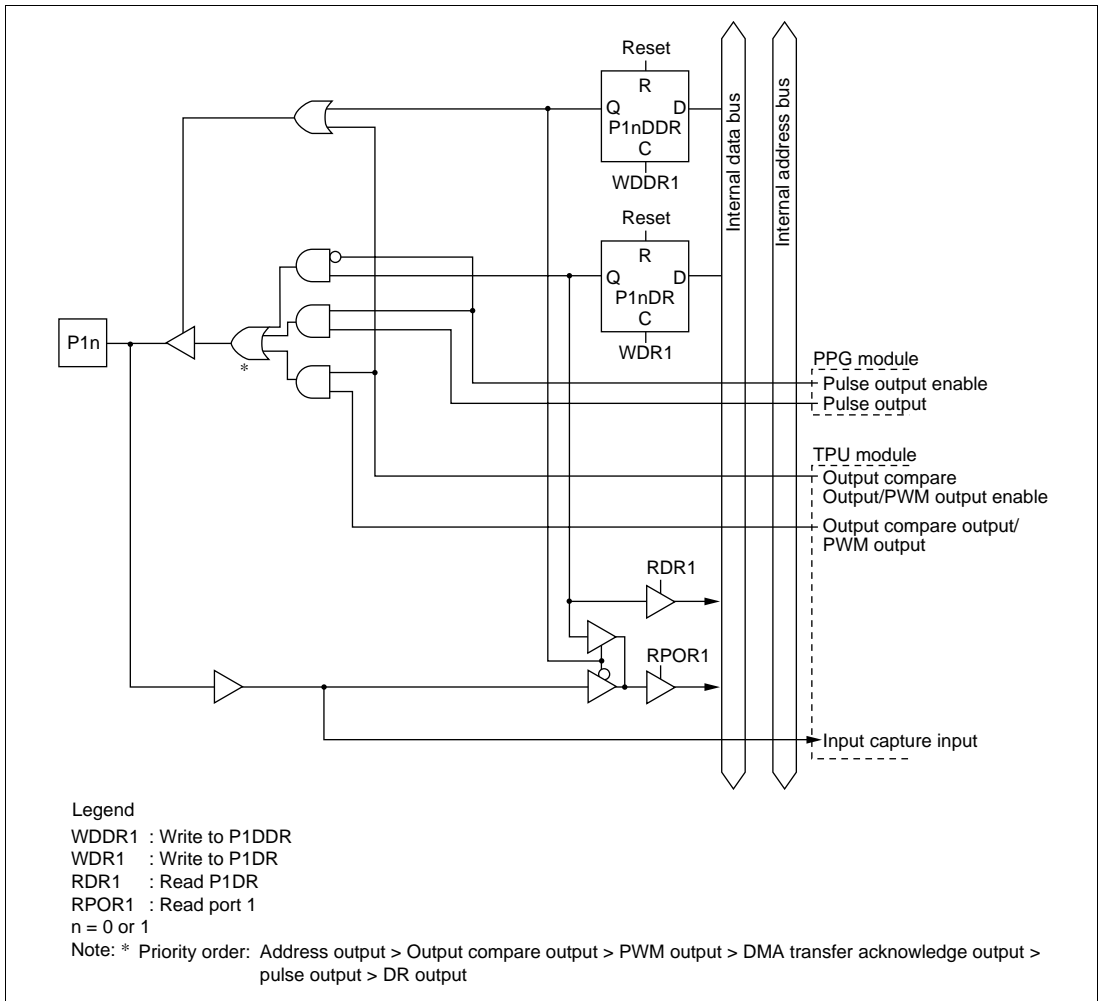 Reset
R
Q D
P1nDDR
C
WDDR1
Internal data bus
Internal address bus
Reset
R
Q D
P1nDR
C
WDR1
P1n
*
PPG module
Pulse output enable
Pulse output
TPU module
Output compare
Output/PWM output enable
Output compare output/
PWM output
RDR1
RPOR1
Input capture input
Legend
WDDR1 : Write to P1DDR
WDR1 : Write to P1DR
RDR1 : Read P1DR
RPOR1 : Read port 1
n = 0 or 1
Note: * Priority order: Address output > Output compare output > PWM output > DMA transfer acknowledge output >
pulse output > DR output